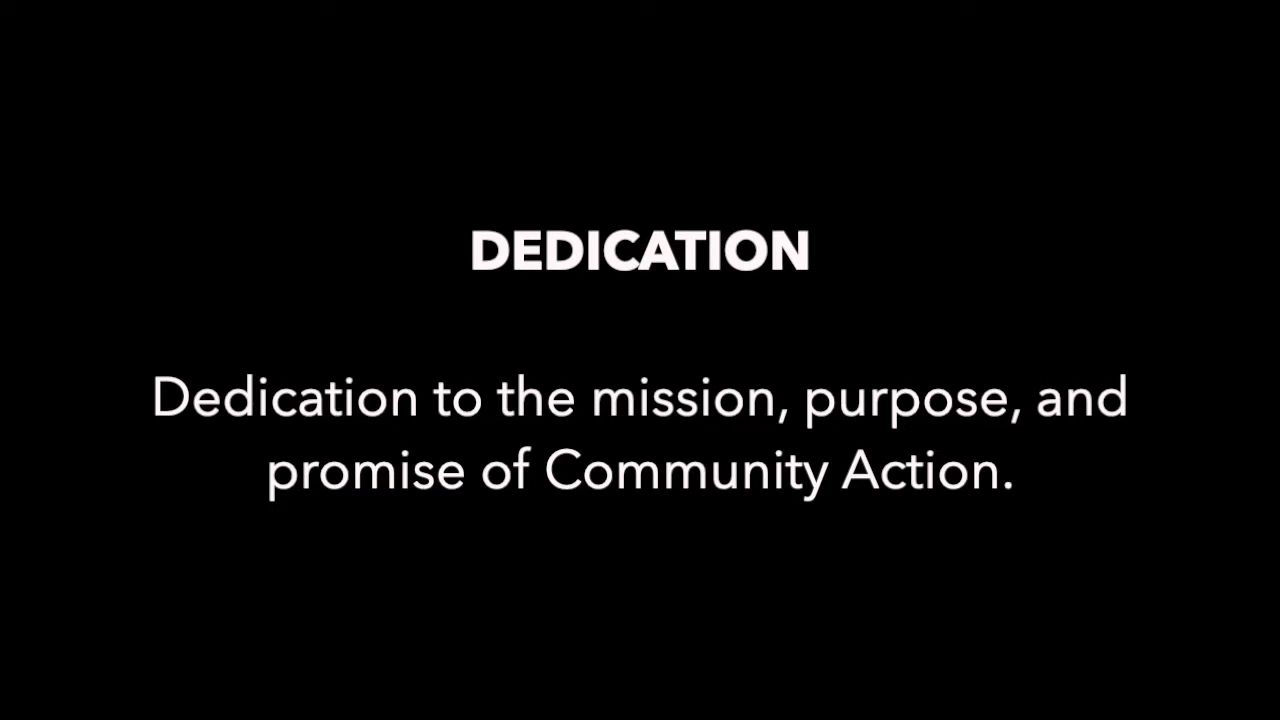 DEDICATION
Dedication to the mission, purpose, and
promise of Community Action.